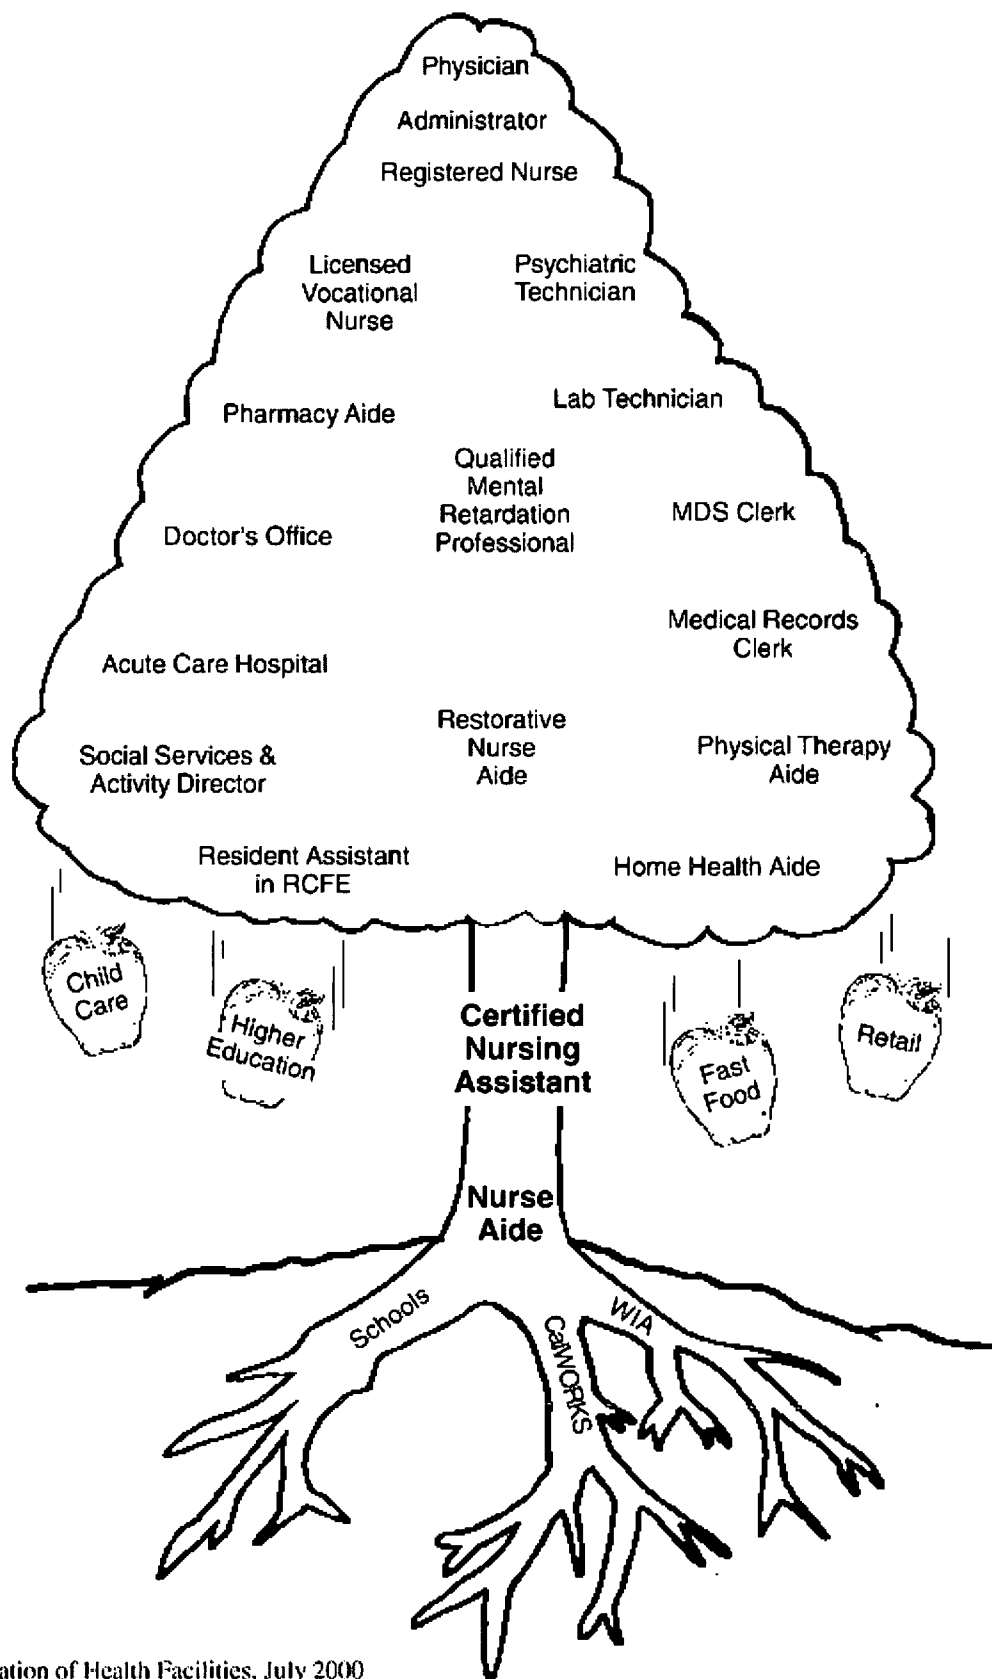 Physician
Administrator
Registered Nurse
Licensed
Vocational
Nurse
Psychiatric
Technician
Pharmacy Aide
Lab Technician
Qualified
Mental
Retardation
Professional
Doctor's Office
MDS Clerk
Medical Records
Clerk
Acute Care Hospital
Restorative
Nurse
Aide
Social Services &
Activity Director
Physical Therapy
Aide
Resident Assistant
in RCFE
Home Health Aide
Child
Care
Higher
Education
Certified
Nursing
Assistant
Fast
Food
Retail
Nurse
Aide
Schools
CalWORKS
WIA
of Health Facilities, July 2000